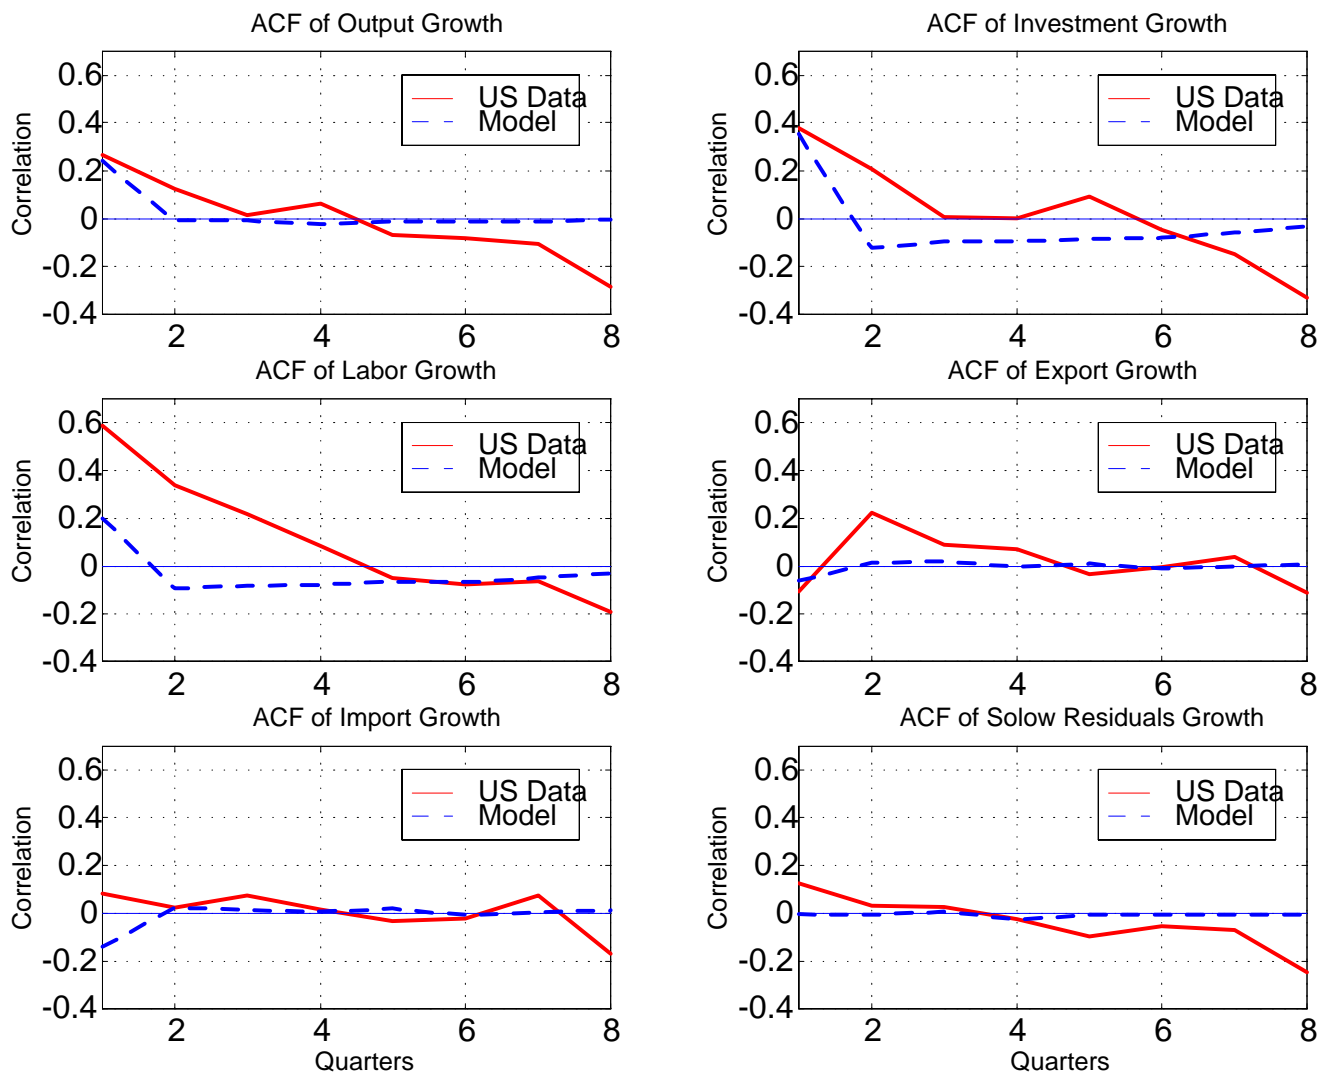 ACF of Output Growth
Correlation
0.6
0.4
0.2
0
-0.2
-0.4
2
4
6
8
US Data
Model
ACF of Investment Growth
Correlation
0.6
0.4
0.2
0
-0.2
-0.4
2
4
6
8
US Data
Model
ACF of Labor Growth
Correlation
0.6
0.4
0.2
0
-0.2
-0.4
2
4
6
8
US Data
Model
ACF of Export Growth
Correlation
0.6
0.4
0.2
0
-0.2
-0.4
2
4
6
8
US Data
Model
ACF of Import Growth
Correlation
0.6
0.4
0.2
0
-0.2
-0.4
2
4
6
8
US Data
Model
Quarters
ACF of Solow Residuals Growth
Correlation
0.6
0.4
0.2
0
-0.2
-0.4
2
4
6
8
US Data
Model
Quarters